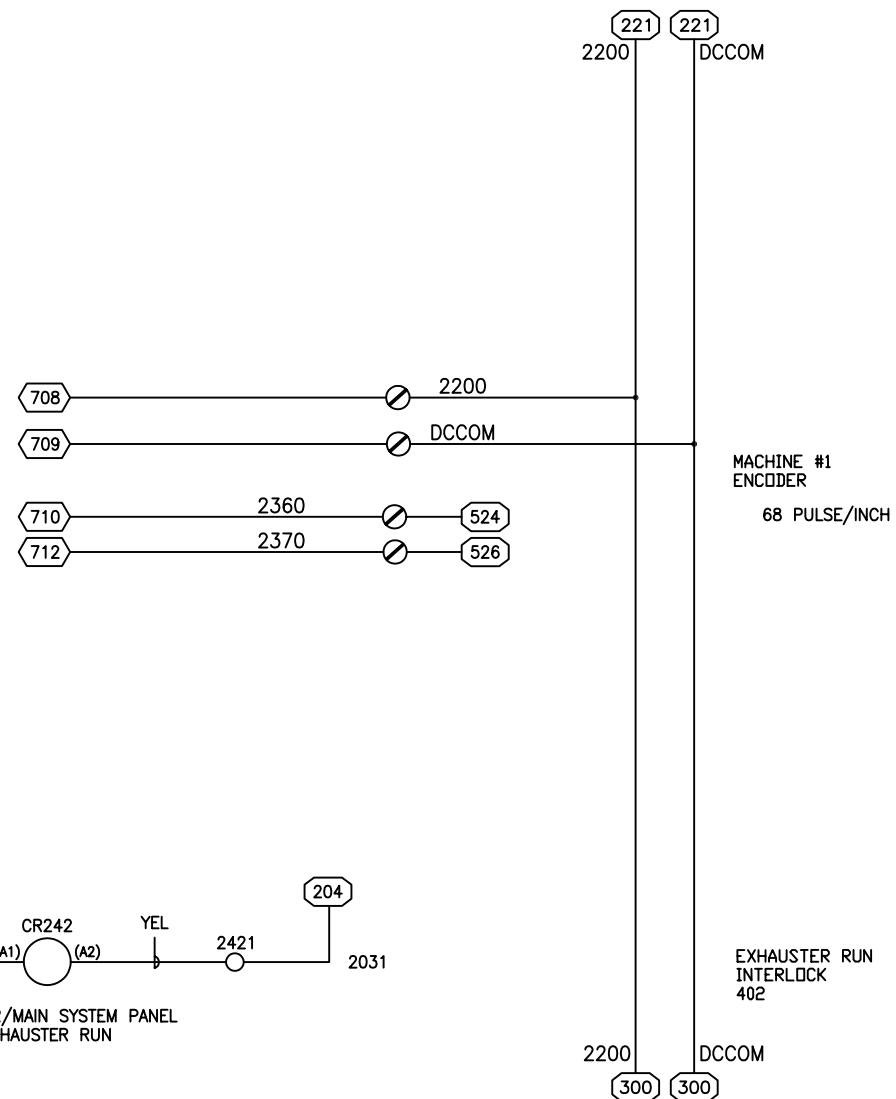 221 221
2200 DCCOM
708 2200
709 DCCOM
MACHINE #1
ENCODER
68 PULSE/INCH
710 2360 524
712 2370 526
204
CR242 YEL 2421
A1) (A2) 2031
EXHAUSTER RUN
INTERLOCK
402
/MAIN SYSTEM PANEL
HAUSTER RUN
2200 DCCOM
300 300